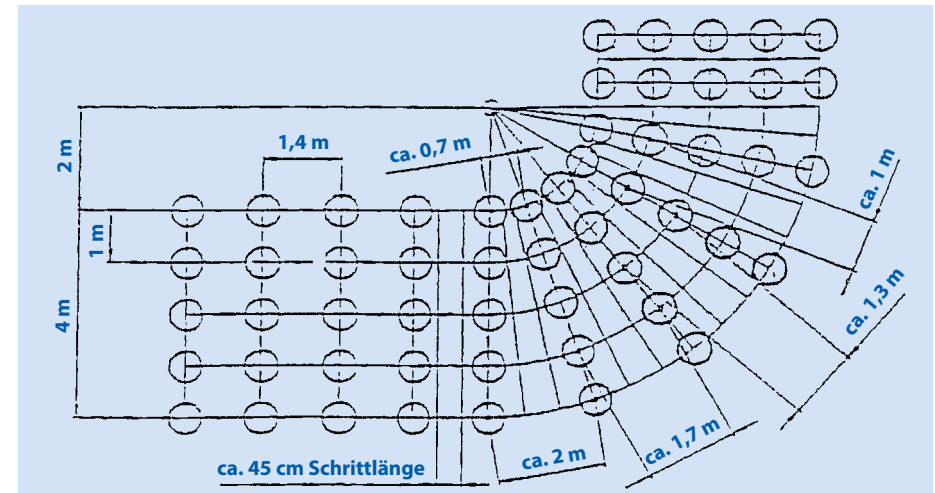 2 m
1,4 m
ca. 0,7 m
ca. 1 m
1 m
4 m
ca. 1,3 m
ca. 1,7 m
ca. 2 m
ca. 45 cm Schrittlänge